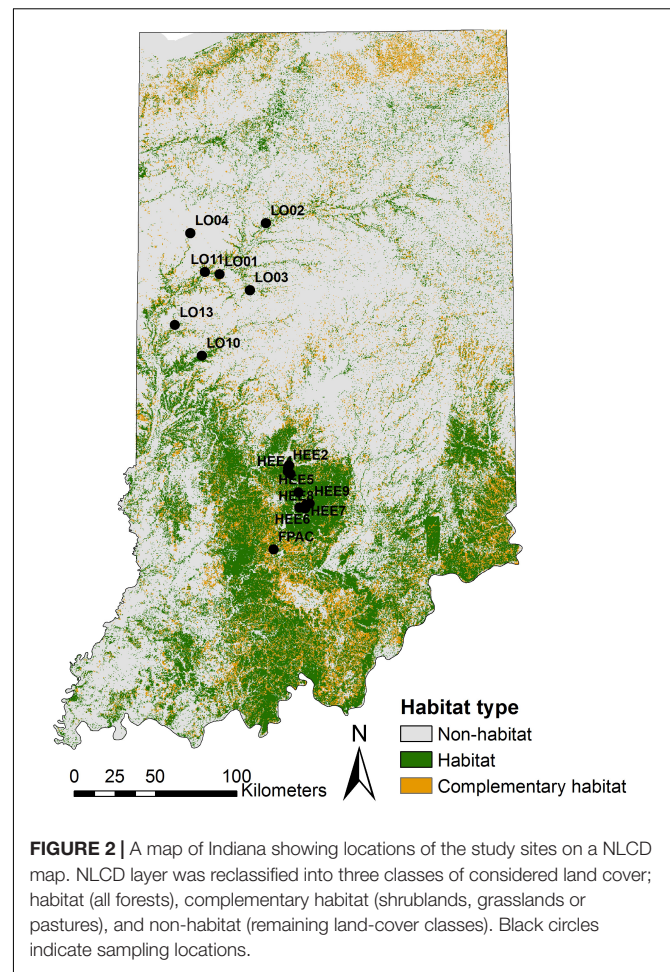 LO02
LO04
LO11 LO01
LO03
LO13
LO10
HEE2
HEE5
HEE9
HEE7
HEE6
FPAC
Habitat type
Non-habitat
Habitat
Complementary habitat
N
0 25 50 100
Kilometers
FIGURE 2 | A map of Indiana showing locations of the study sites on a NLCD
map. NLCD layer was reclassified into three classes of considered land cover;
habitat (all forests), complementary habitat (shrublands, grasslands or
pastures), and non-habitat (remaining land-cover classes). Black circles
indicate sampling locations.